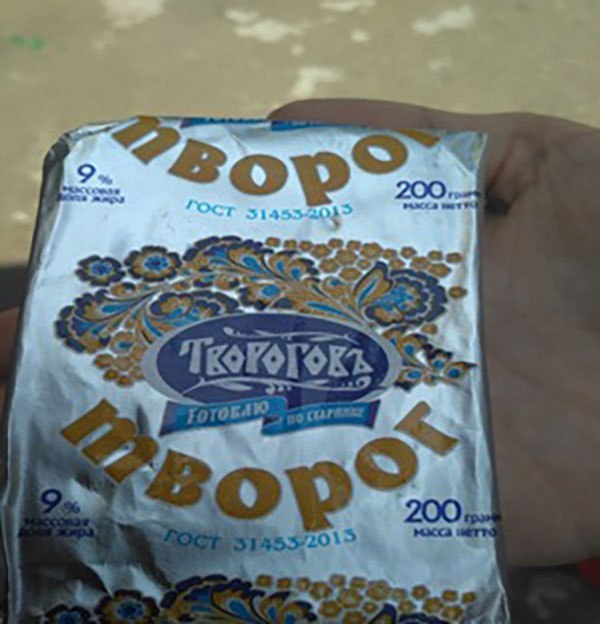 творог
9%
массовая
доля жира
200 грамм
масса нетто
ГОСТ 31453-2013
ТВОРОГОВЪ
ГОТОВЛЮ ПО СТАРИНКЕ
творог
9%
массовая
доля жира
200 грамм
масса нетто
ГОСТ 31453-2013